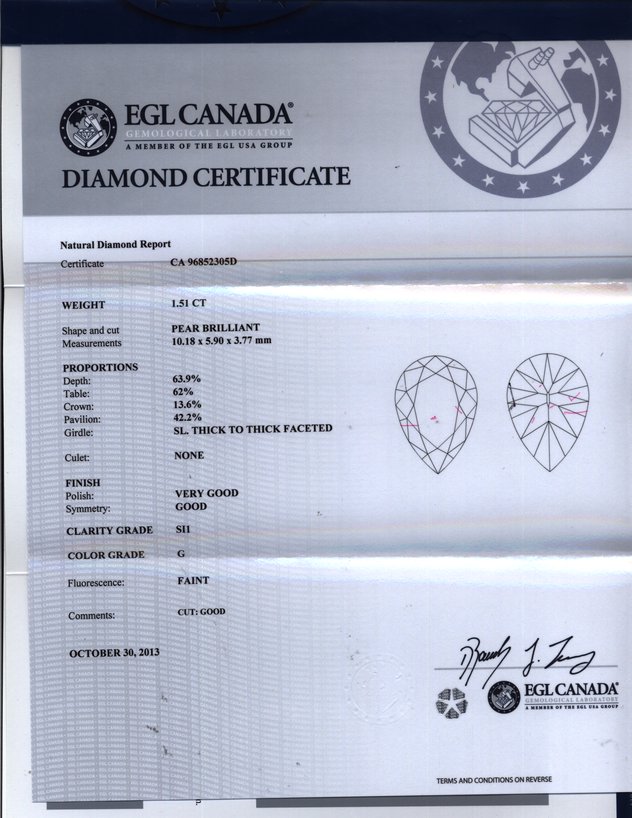 EGL CANADA®
GEMOLOGICAL LABORATORY
A MEMBER OF THE EGL USA GROUP
DIAMOND CERTIFICATE
Natural Diamond Report
Certificate CA 96852305D
WEIGHT 1.51 CT
Shape and cut PEAR BRILLIANT
Measurements 10.18 x 5.90 x 3.77 mm
PROPORTIONS
Depth: 63.9%
Table: 62%
Crown: 13.6%
Pavilion: 42.2%
Girdle: SL. THICK TO THICK FACETED
Culet: NONE
FINISH
Polish: VERY GOOD
Symmetry: GOOD
CLARITY GRADE SI1
COLOR GRADE G
Fluorescence: FAINT
Comments: CUT: GOOD
OCTOBER 30, 2013
EGL CANADA®
GEMOLOGICAL LABORATORY
A MEMBER OF THE EGL USA GROUP
TERMS AND CONDITIONS ON REVERSE